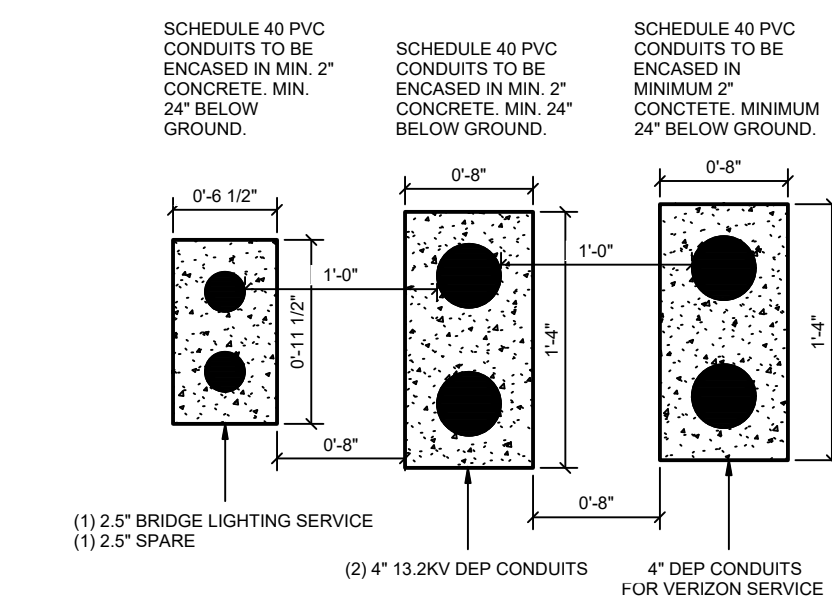 SCHEDULE 40 PVC
CONDUITS TO BE
ENCASED IN MIN. 2"
CONCRETE. MIN.
24" BELOW
GROUND.
SCHEDULE 40 PVC
CONDUITS TO BE
ENCASED IN MIN. 2"
CONCRETE. MIN. 24"
BELOW GROUND.
SCHEDULE 40 PVC
CONDUITS TO BE
ENCASED IN
MINIMUM 2"
CONCTETE. MINIMUM
24" BELOW GROUND.
0'-6 1/2"
0'-8"
0'-8"
1'-0"
1'-0"
0'-11 1/2"
1'-4"
1'-4"
0'-8"
0'-8"
(1) 2.5" BRIDGE LIGHTING SERVICE
(1) 2.5" SPARE
(2) 4" 13.2KV DEP CONDUITS
4" DEP CONDUITS
FOR VERIZON SERVICE